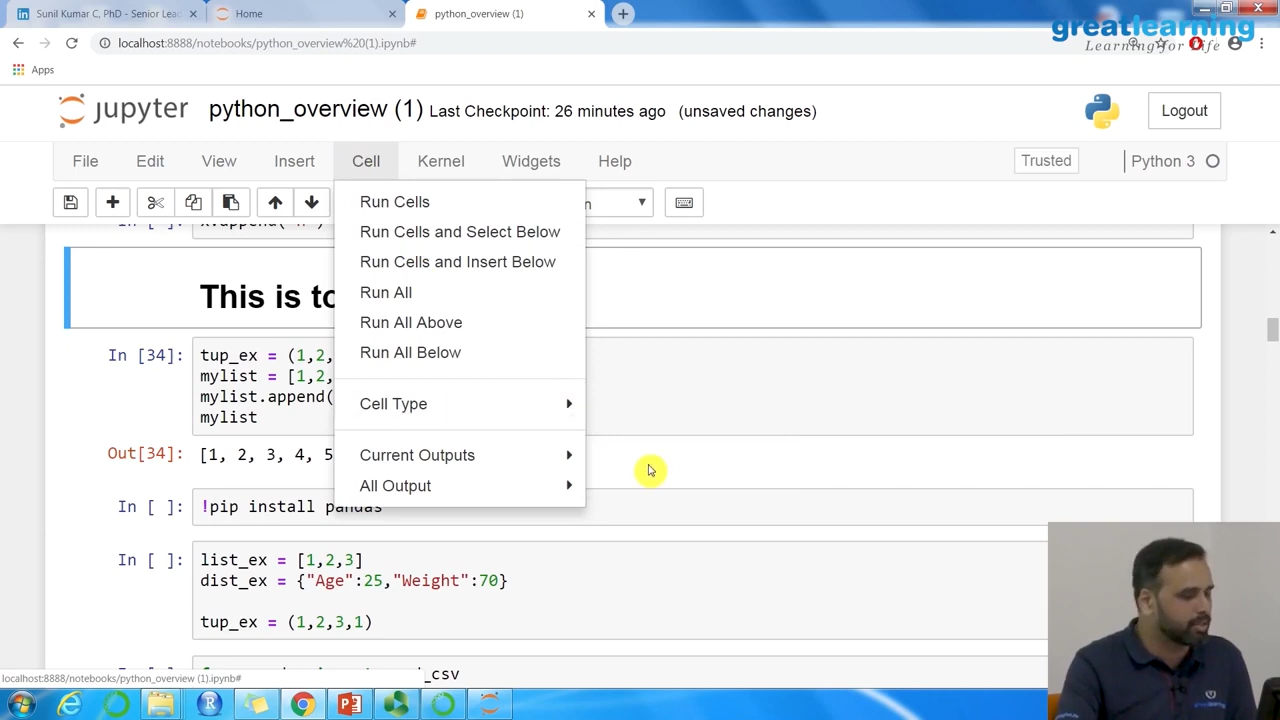 Sunil Kumar C, PhD - Senior Lead
Home
python_overview (1)
greatlearning
Learning for Life
localhost:8888/notebooks/python_overview%20(1).ipynb#
Apps
jupyter python_overview (1) Last Checkpoint: 26 minutes ago (unsaved changes)
Logout
File Edit View Insert Cell Kernel Widgets Help
Trusted
Python 3
Run Cells
Run Cells and Select Below
Run Cells and Insert Below
Run All
Run All Above
Run All Below
Cell Type
Current Outputs
All Output
This is to
In [34]: tup_ex = (1,2,
mylist = [1,2,
mylist.append(
mylist
Out[34]: [1, 2, 3, 4, 5
In [ ]: !pip install pandas
In [ ]: list_ex = [1,2,3]
dist_ex = {"Age":25,"Weight":70}
tup_ex = (1,2,3,1)
_csv
localhost:8888/notebooks/python_overview (1).ipynb#